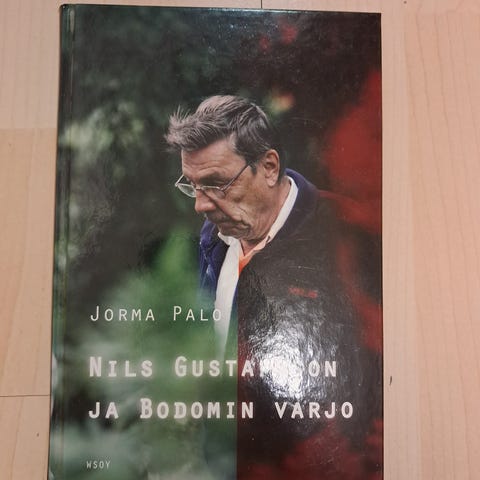 JORMA PALO
NILS GUSTAFSSON
JA BODOMIN VARJO
WSOY